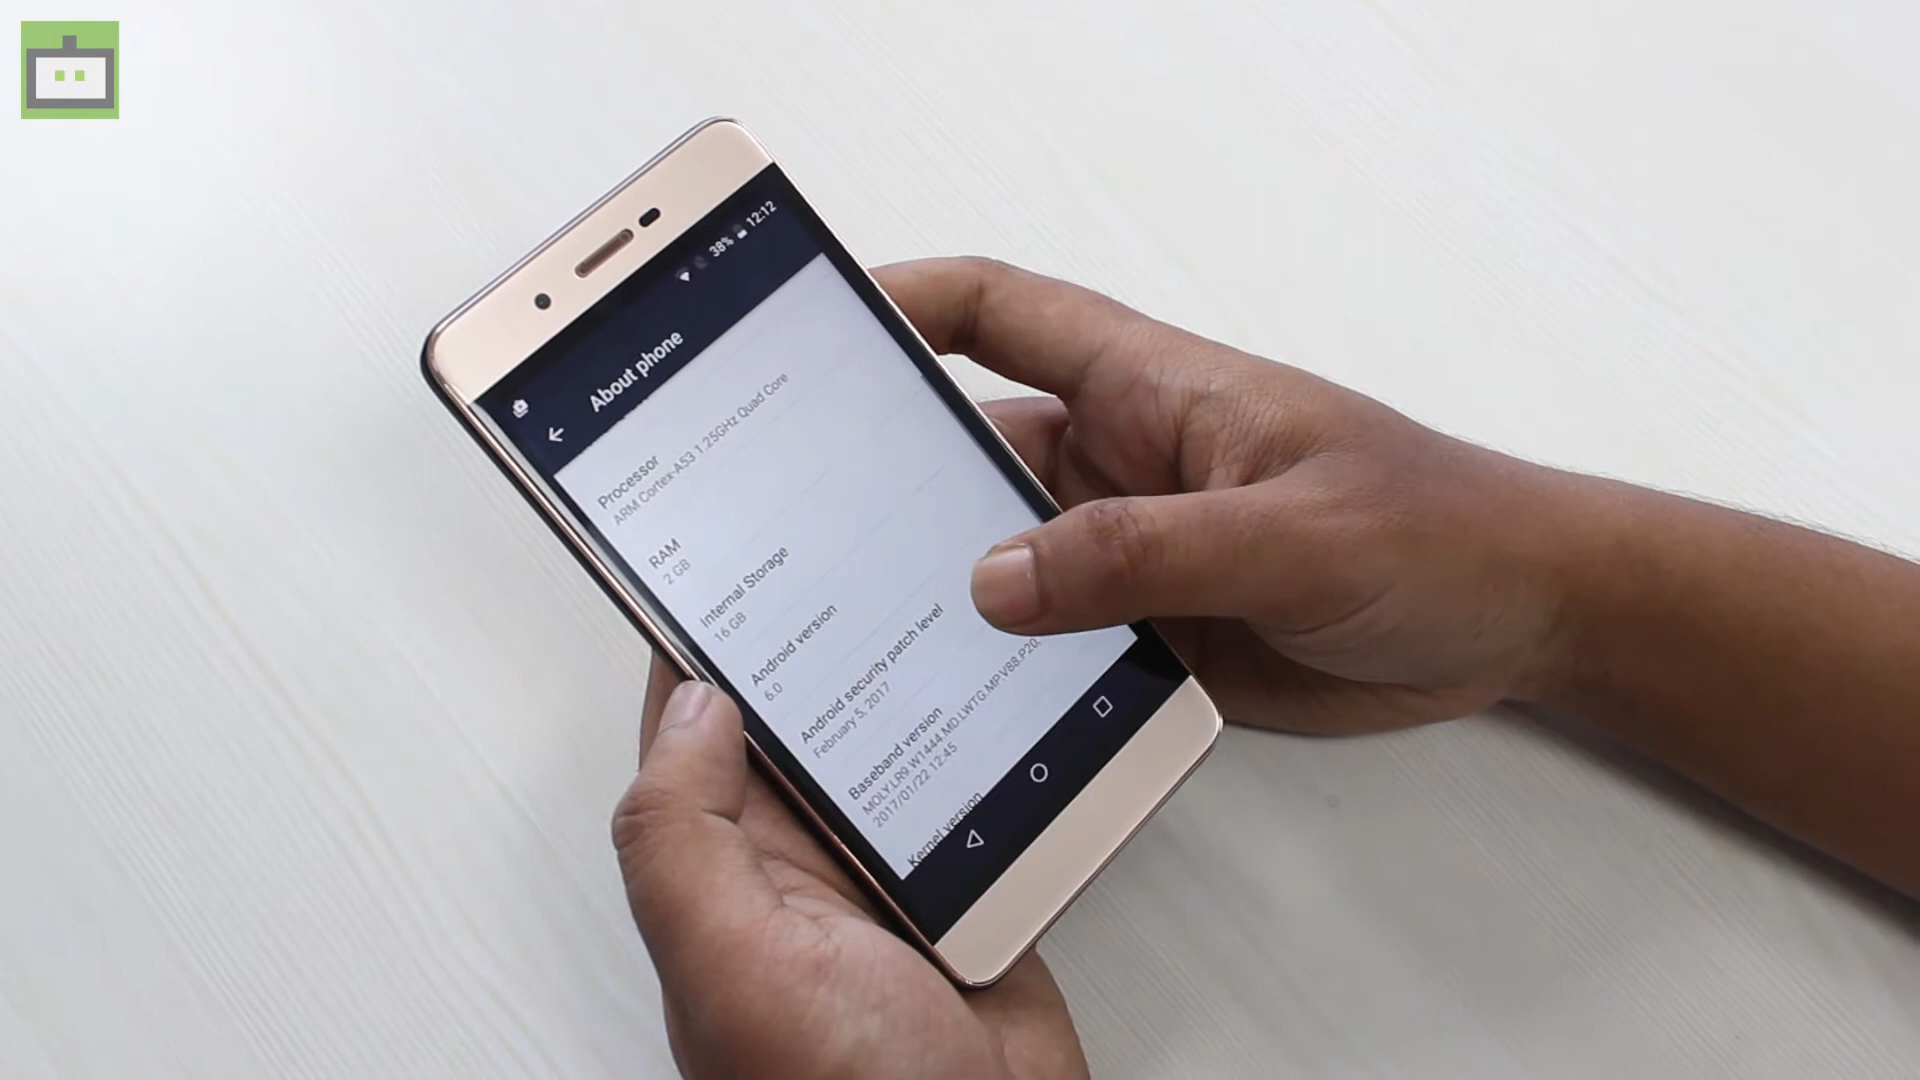 38% 12:12
About phone
Processor
ARM Cortex-A53 1.25GHz Quad Core
RAM
2 GB
Internal Storage
16 GB
Android version
6.0
Android security patch level
February 5, 2017
Baseband version
MOLY.LR9.W1444.MD.LWTG.MP.V88.P20,
2017/01/22 12:45
Kernel version